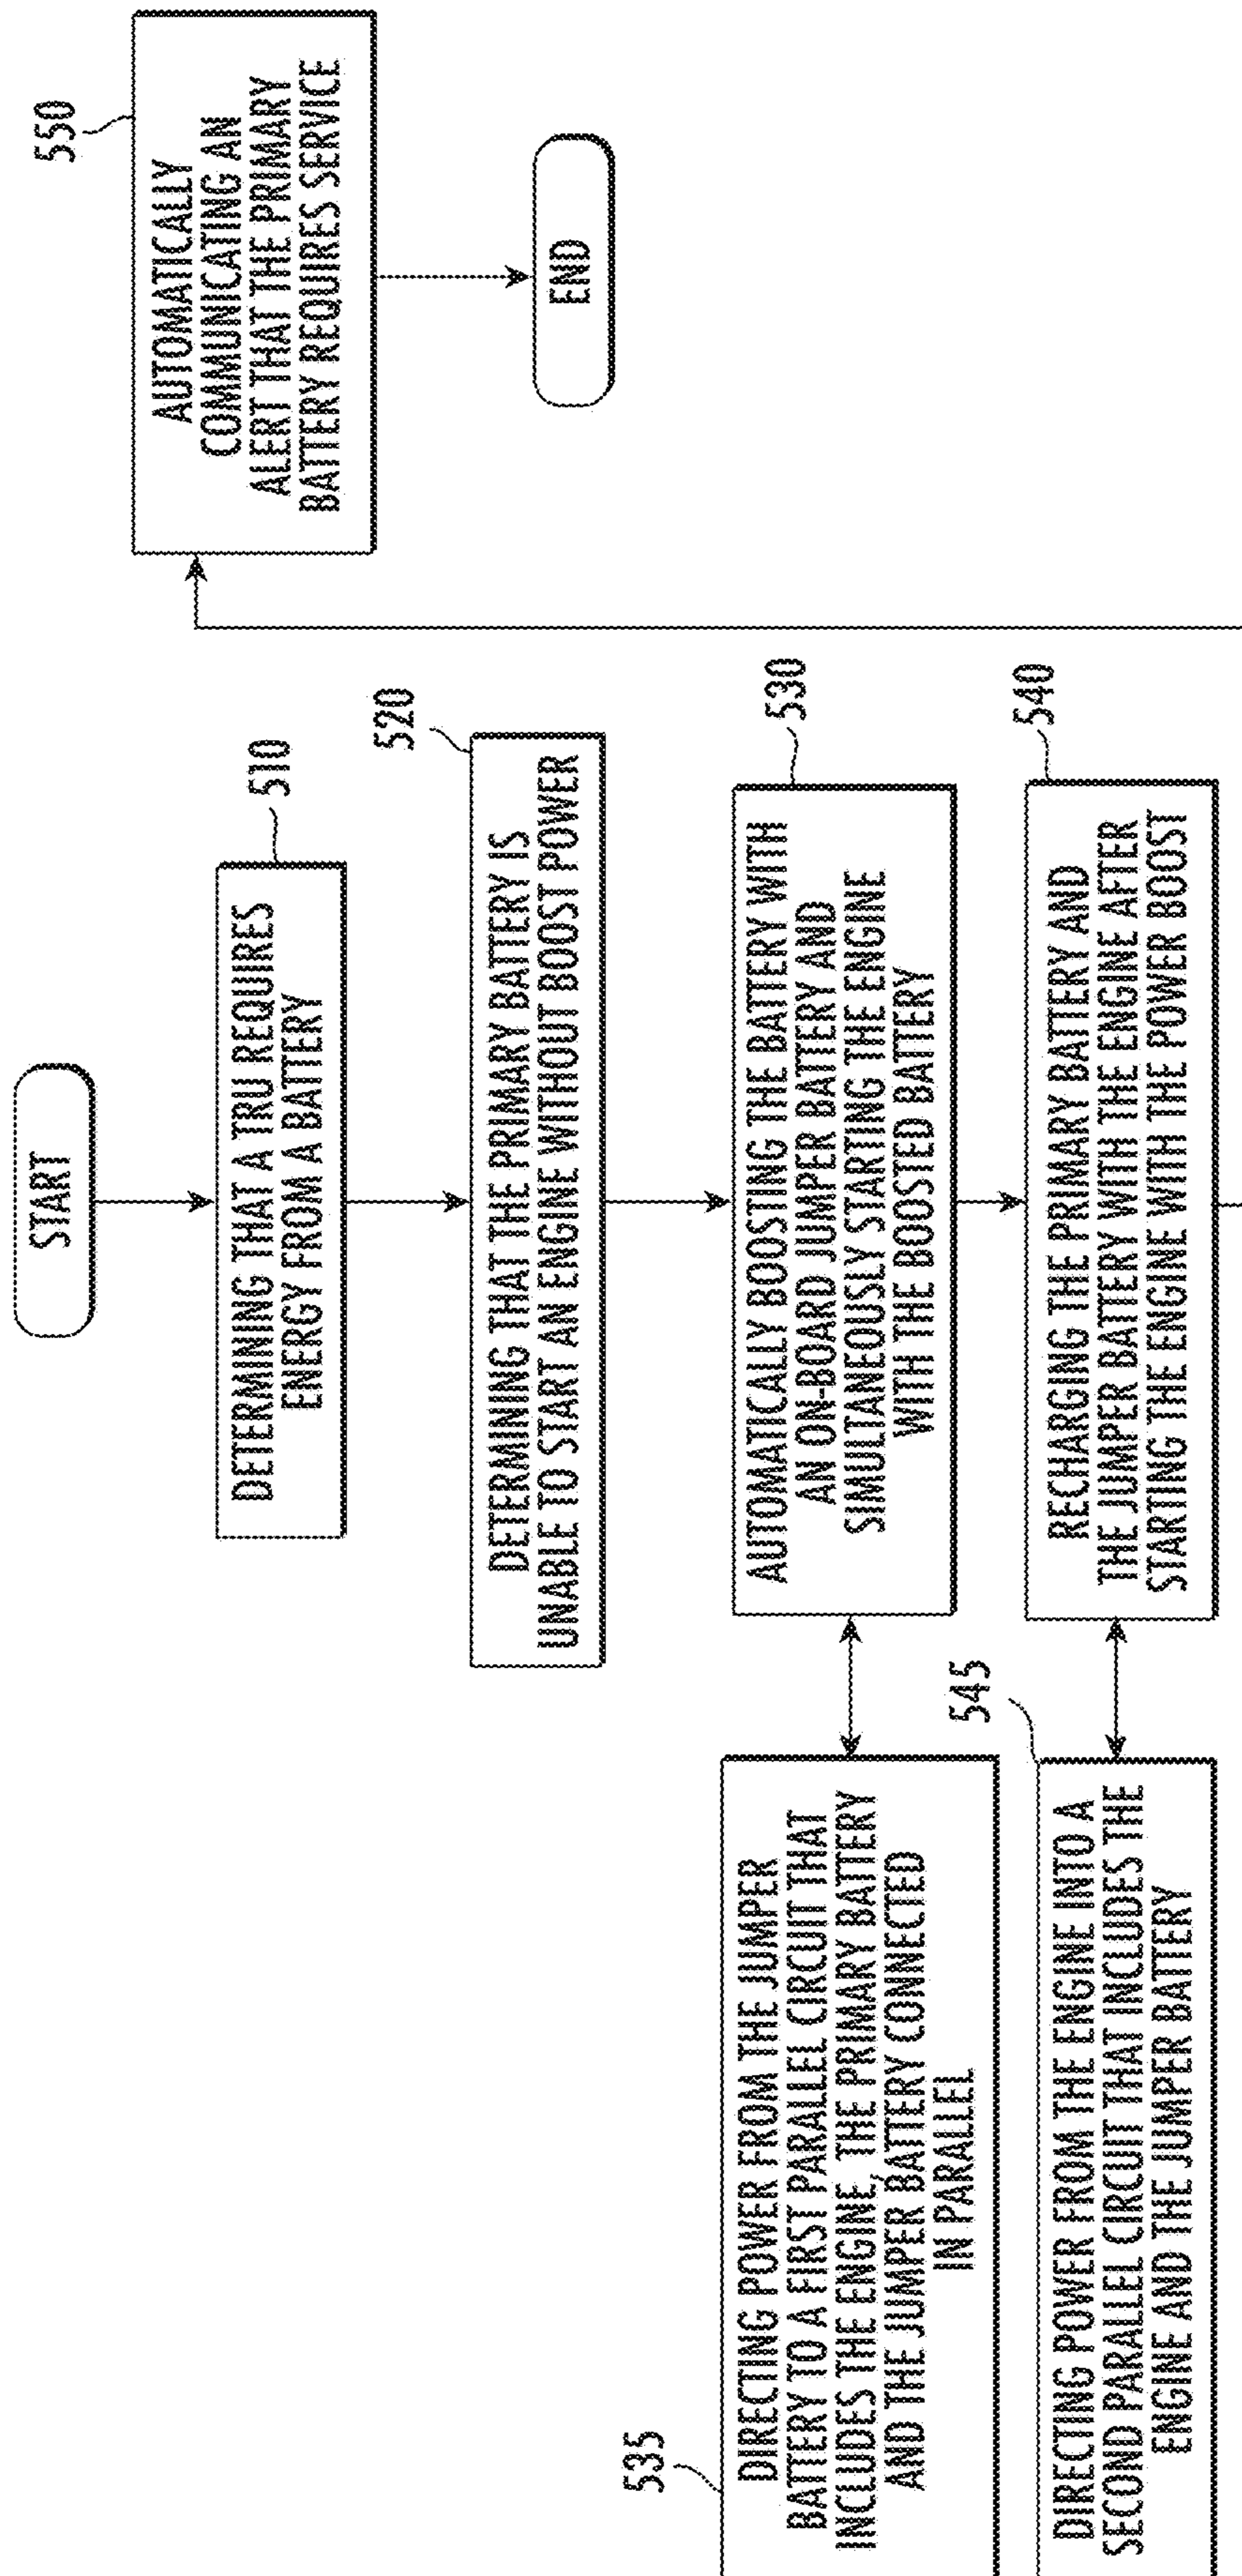 START
510
DETERMINING THAT A TRU REQUIRES
ENERGY FROM A BATTERY
520
DETERMINING THAT THE PRIMARY BATTERY IS
UNABLE TO START AN ENGINE WITHOUT BOOST POWER
530
AUTOMATICALLY BOOSTING THE BATTERY WITH
AN ON-BOARD JUMPER BATTERY AND
SIMULTANEOUSLY STARTING THE ENGINE
WITH THE BOOSTED BATTERY
535
DIRECTING POWER FROM THE JUMPER
BATTERY TO A FIRST PARALLEL CIRCUIT THAT
INCLUDES THE ENGINE, THE PRIMARY BATTERY
AND THE JUMPER BATTERY CONNECTED
IN PARALLEL
540
RECHARGING THE PRIMARY BATTERY AND
THE JUMPER BATTERY WITH THE ENGINE AFTER
STARTING THE ENGINE WITH THE POWER BOOST
545
DIRECTING POWER FROM THE ENGINE INTO A
SECOND PARALLEL CIRCUIT THAT INCLUDES THE
ENGINE AND THE JUMPER BATTERY
550
AUTOMATICALLY
COMMUNICATING AN
ALERT THAT THE PRIMARY
BATTERY REQUIRES SERVICE
END